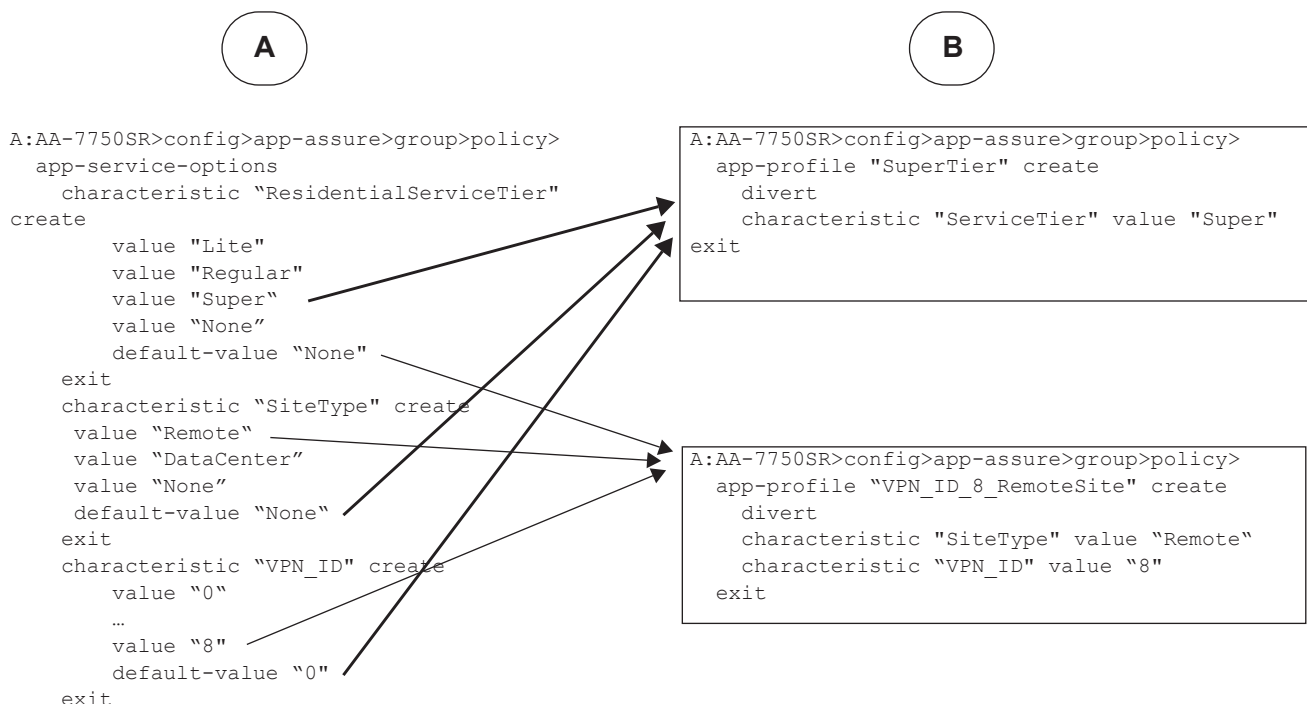 A
B
A:AA-7750SR>config>app-assure>group>policy>
app-service-options
characteristic “ResidentialServiceTier"
create
value "Lite"
value "Regular"
value "Super“
value “None”
default-value “None"
exit
characteristic “SiteType" create
value “Remote“
value “DataCenter”
value “None”
default-value “None“
exit
characteristic “VPN_ID" create
value “0“
…
value “8"
default-value “0"
exit
A:AA-7750SR>config>app-assure>group>policy>
app-profile "SuperTier" create
divert
characteristic "ServiceTier" value "Super"
exit
A:AA-7750SR>config>app-assure>group>policy>
app-profile “VPN_ID_8_RemoteSite" create
divert
characteristic "SiteType" value “Remote“
characteristic “VPN_ID" value “8"
exit